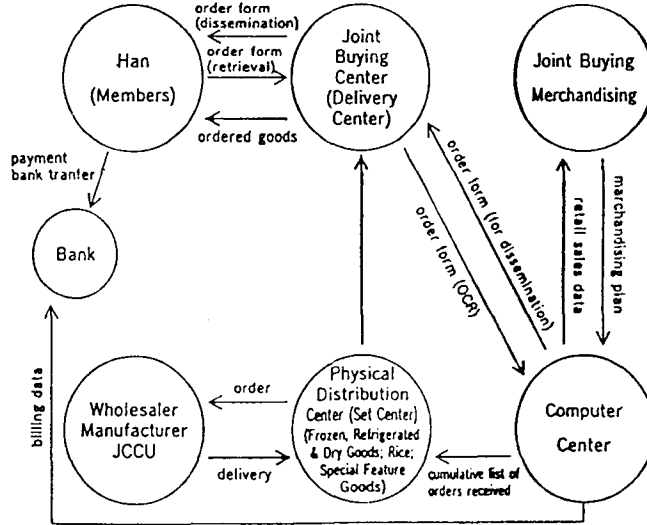 order form
(dissemination)
Han
(Members)
order form
(retrieval)
ordered goods
Joint
Buying
Center
(Delivery
Center)
Joint Buying
Merchandising
payment
bank tranfer
Bank
order form (for dissemination)
order form (OCR)
retail sales data
marchandising plan
billing data
Wholesaler
Manufacturer
JCCU
order
delivery
Physical
Distribution
Center (Set Center)
(Frozen, Refrigerated
& Dry Goods; Rice;
Special Feature
Goods)
cumulative list of
orders received
Computer
Center